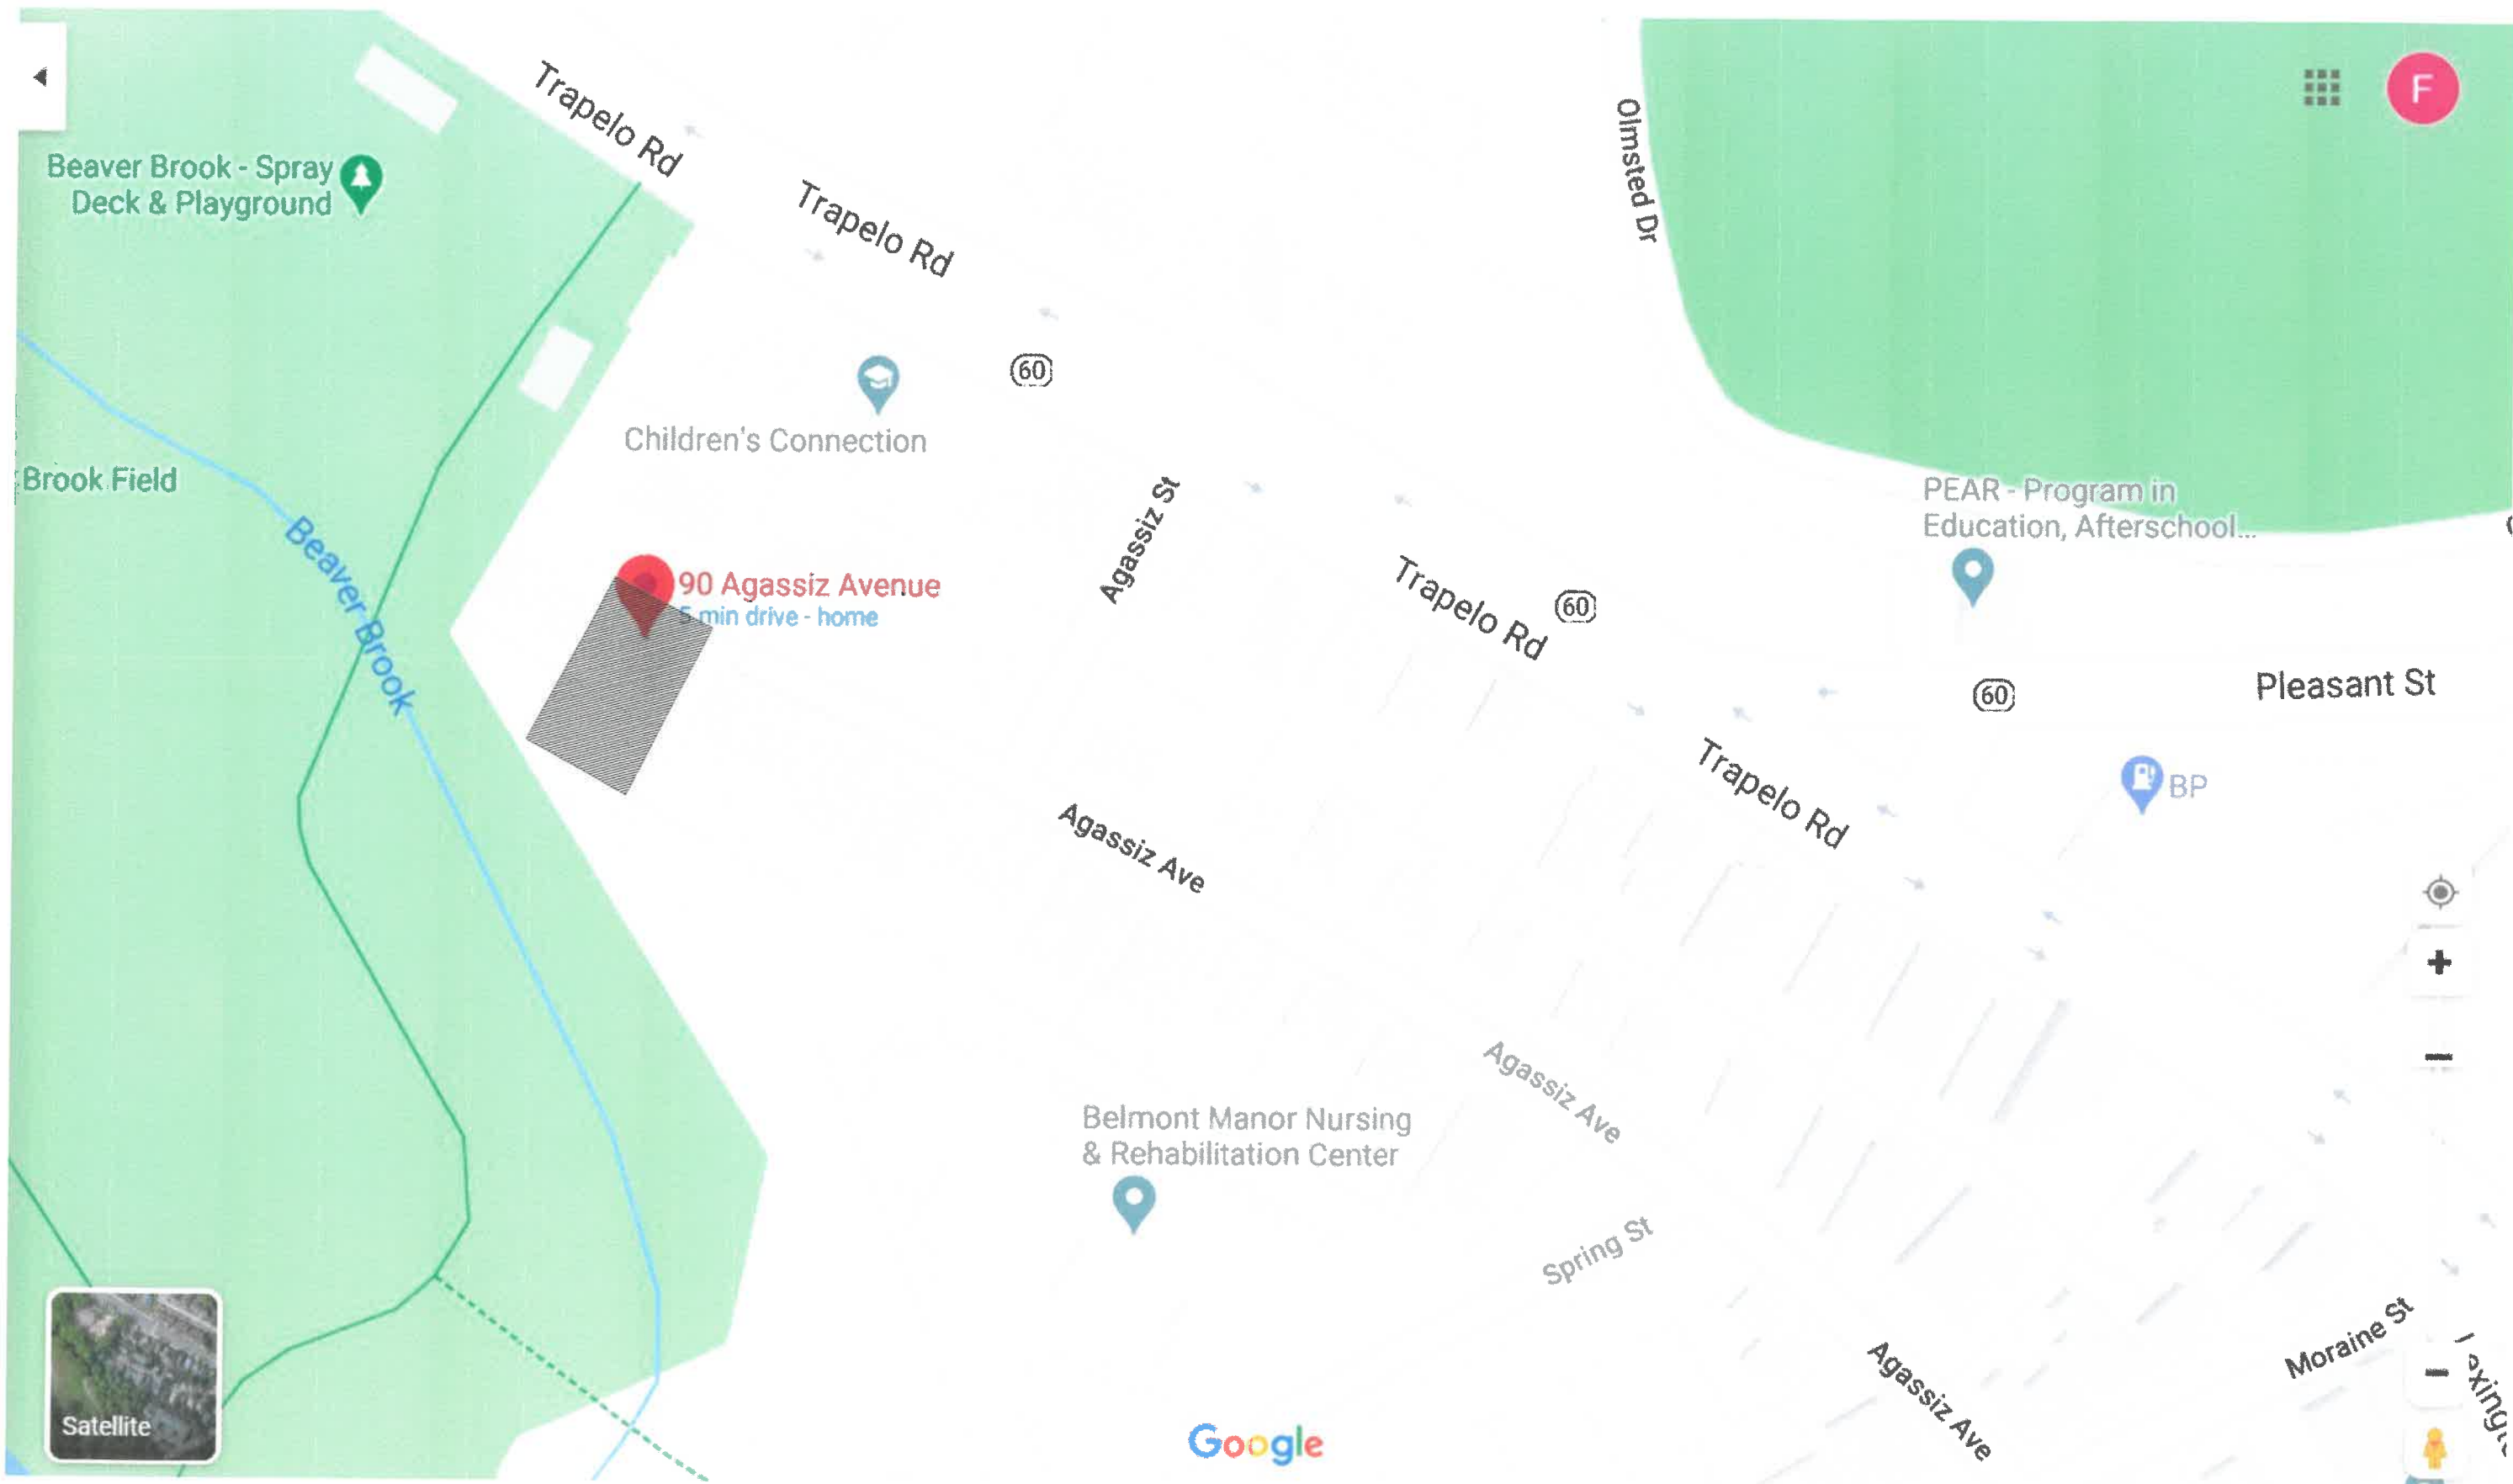 Trapelo Rd
F
Olmsted Dr
Beaver Brook - Spray
Deck & Playground
Trapelo Rd
60
Children's Connection
Brook Field
PEAR - Program in
Education, Afterschool...
Agassiz St
Beaver Brook
90 Agassiz Avenue
5 min drive - home
Trapelo Rd
60
60
Pleasant St
Trapelo Rd
BP
Agassiz Ave
+
−
Agassiz Ave
Belmont Manor Nursing
& Rehabilitation Center
Spring St
Moraine St
Agassiz Ave
−
Satellite
Google